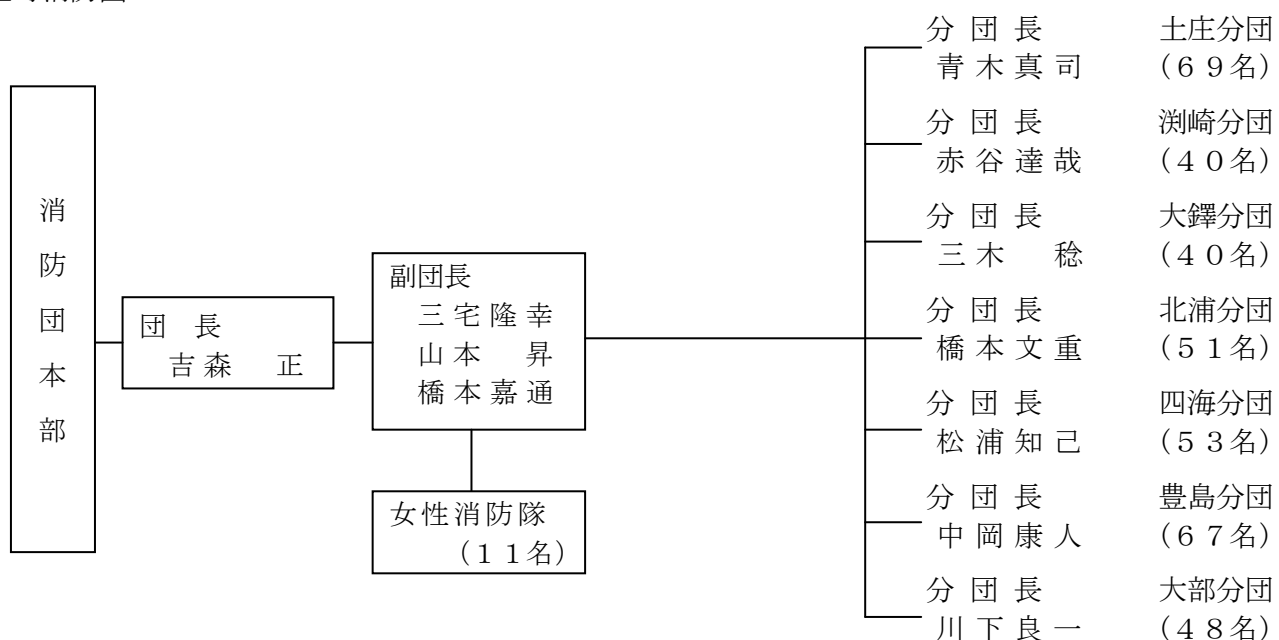 消防団本部
団　長
吉森　正
副団長
三宅隆幸
山本　昇
橋本嘉通
女性消防隊
（１１名）
分団長　土庄分団
青木真司　（６９名）
分団長　渕崎分団
赤谷達哉　（４０名）
分団長　大鐸分団
三木　稔　（４０名）
分団長　北浦分団
橋本文重　（５１名）
分団長　四海分団
松浦知己　（５３名）
分団長　豊島分団
中岡康人　（６７名）
分団長　大部分団
川下良一　（４８名）